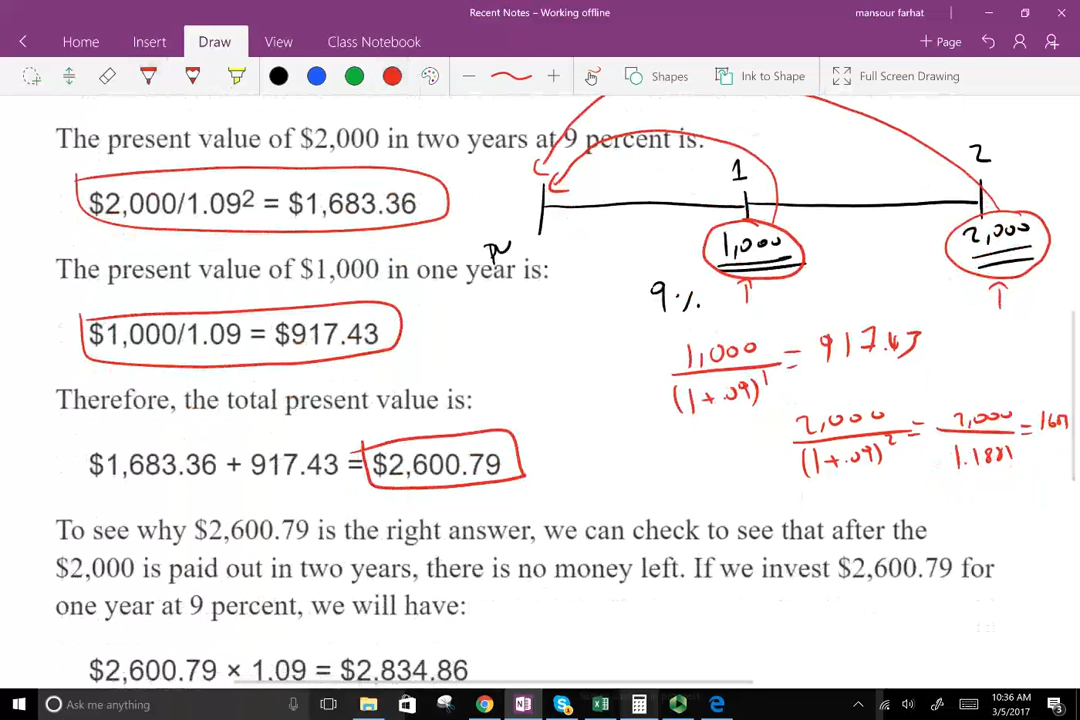 Recent Notes – Working offline
mansour farhat
Home Insert Draw View Class Notebook
Page
Shapes Ink to Shape Full Screen Drawing
The present value of $2,000 in two years at 9 percent is:
2
1
$2,000/1.09² = $1,683.36
1,000
2,000
PV
The present value of $1,000 in one year is:
9%
$1,000/1.09 = $917.43
1,000
(1+.09)¹
= 917.43
Therefore, the total present value is:
2,000
(1+.09)²
=
2,000
1.1881
=
$1,683.36 + 917.43 = $2,600.79
To see why $2,600.79 is the right answer, we can check to see that after the
$2,000 is paid out in two years, there is no money left. If we invest $2,600.79 for
one year at 9 percent, we will have:
$2,600.79 × 1.09 = $2,834.86
Ask me anything
10:36 AM
3/5/2017
3